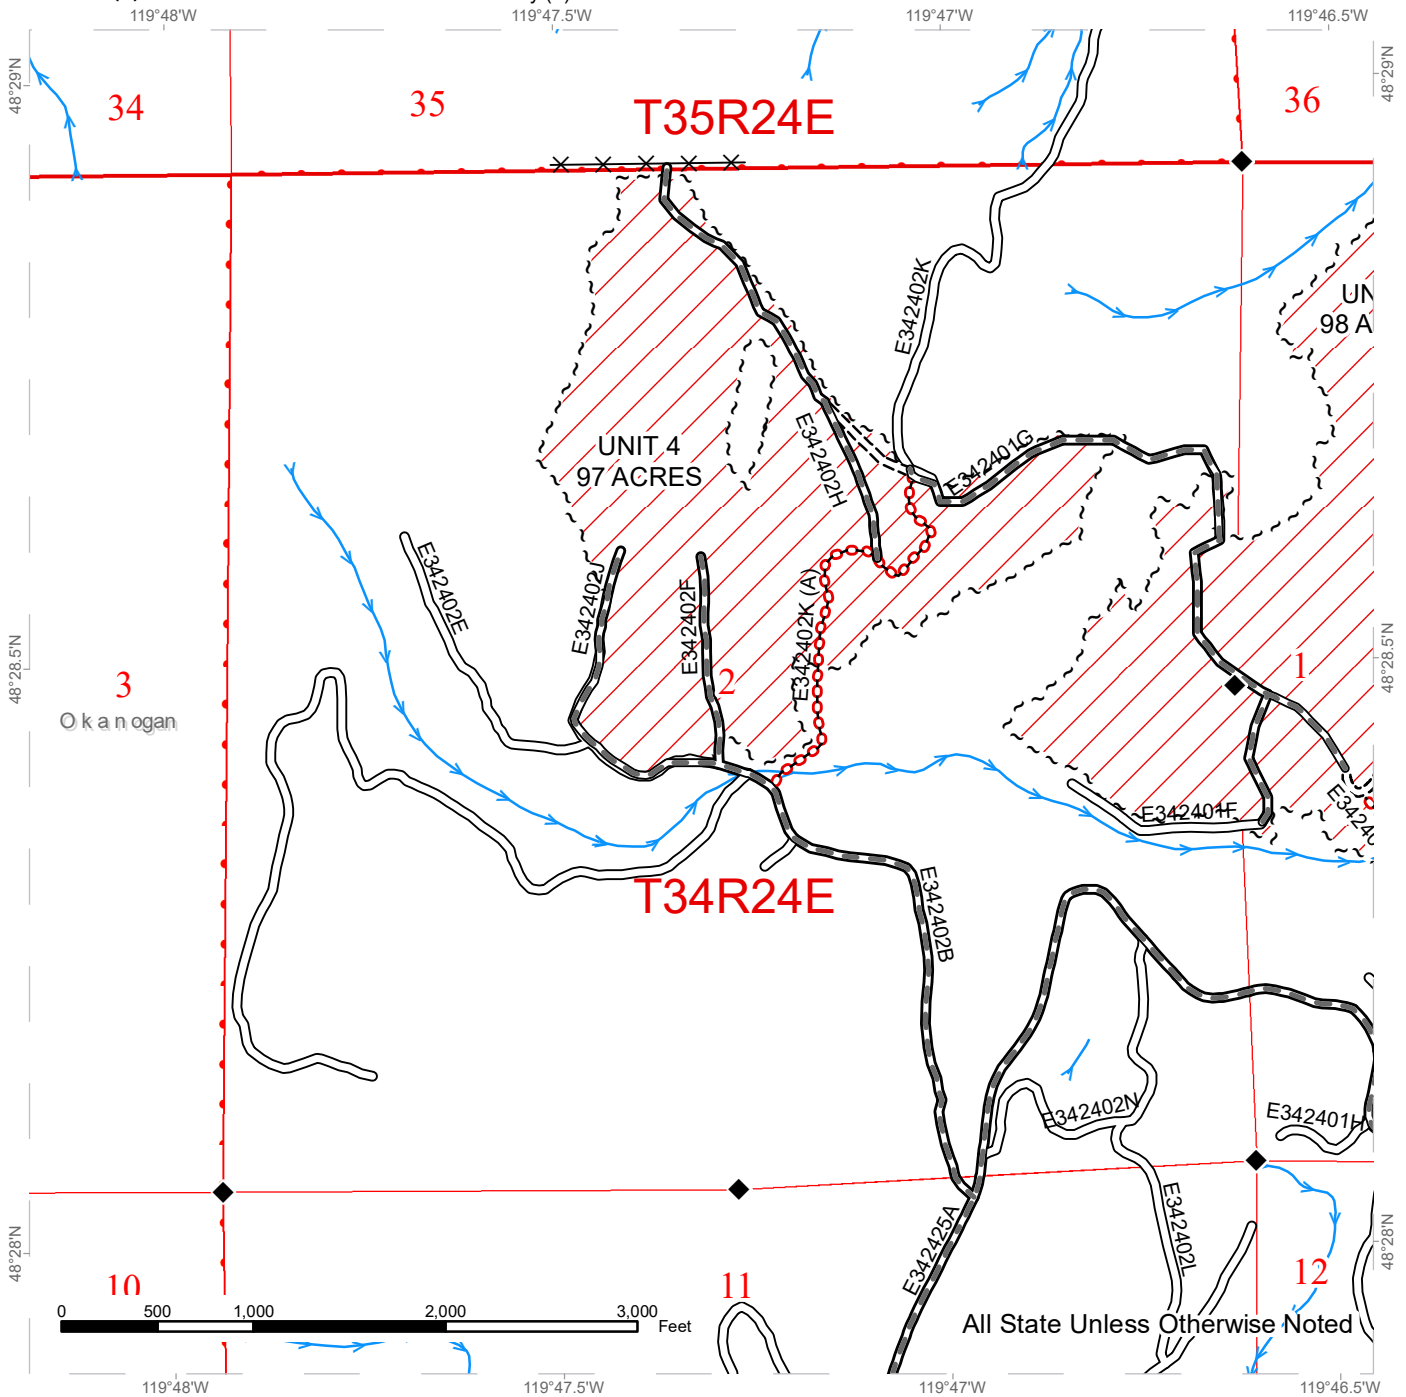 119°48'W
119°47.5'W
119°47'W
119°46.5'W
48°29'N
48°29'N
34
35
T35R24E
36
E342402K
UN
98 A
UNIT 4
97 ACRES
E342402H
E342401G
E342402E
E342402J
E342402F
E342402K (A)
48°28.5'N
48°28.5'N
3
2
1
Okanogan
E342401F
E34240
T34R24E
E342402B
E342402N
E342401H
E342425A
E342402L
48°28'N
48°28'N
10
11
12
0 500 1,000 2,000 3,000
Feet
All State Unless Otherwise Noted
119°48'W
119°47.5'W
119°47'W
119°46.5'W